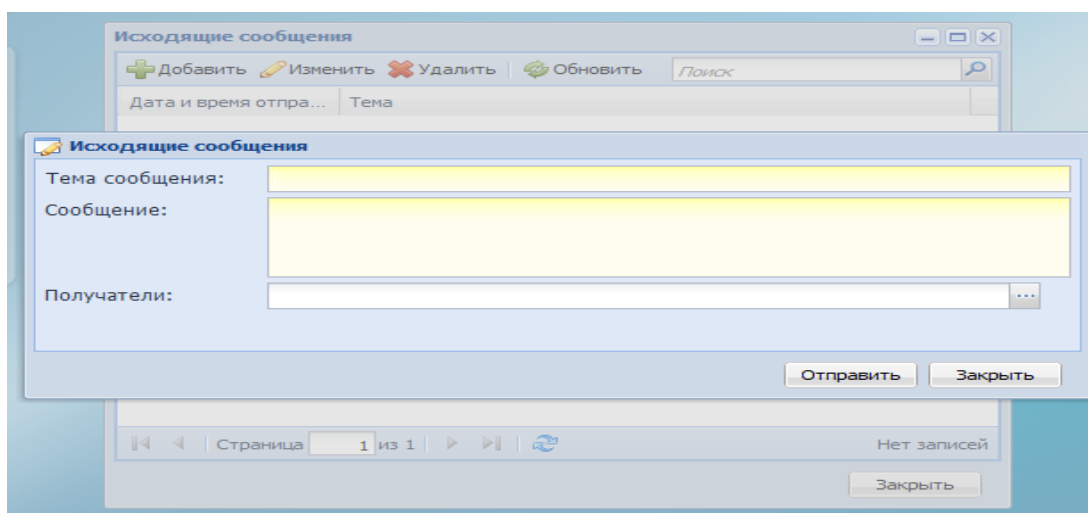 Исходящие сообщения
Добавить Изменить Удалить Обновить Поиск
Дата и время отпра... Тема
Исходящие сообщения
Тема сообщения:
Сообщение:
Получатели:
...
Отправить Закрыть
Страница 1 из 1 Нет записей
Закрыть